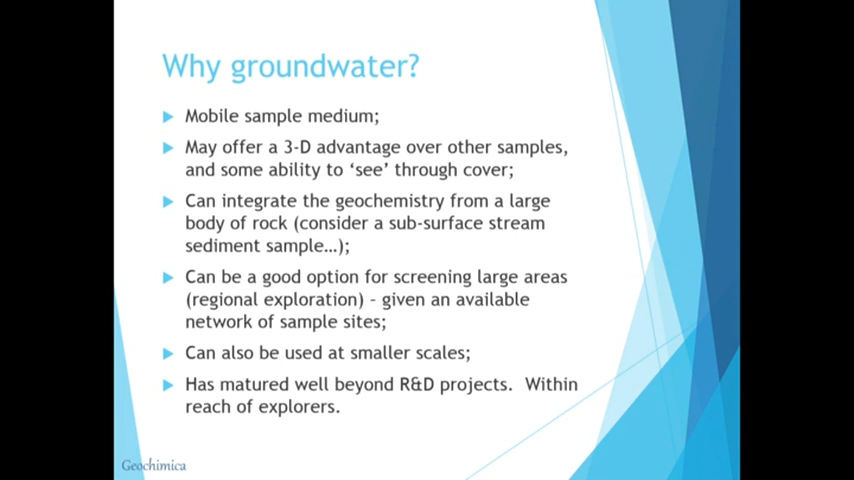 Why groundwater?
Mobile sample medium;
May offer a 3-D advantage over other samples,
and some ability to ‘see’ through cover;
Can integrate the geochemistry from a large
body of rock (consider a sub-surface stream
sediment sample…);
Can be a good option for screening large areas
(regional exploration) – given an available
network of sample sites;
Can also be used at smaller scales;
Has matured well beyond R&D projects.  Within
reach of explorers.
Geochimica